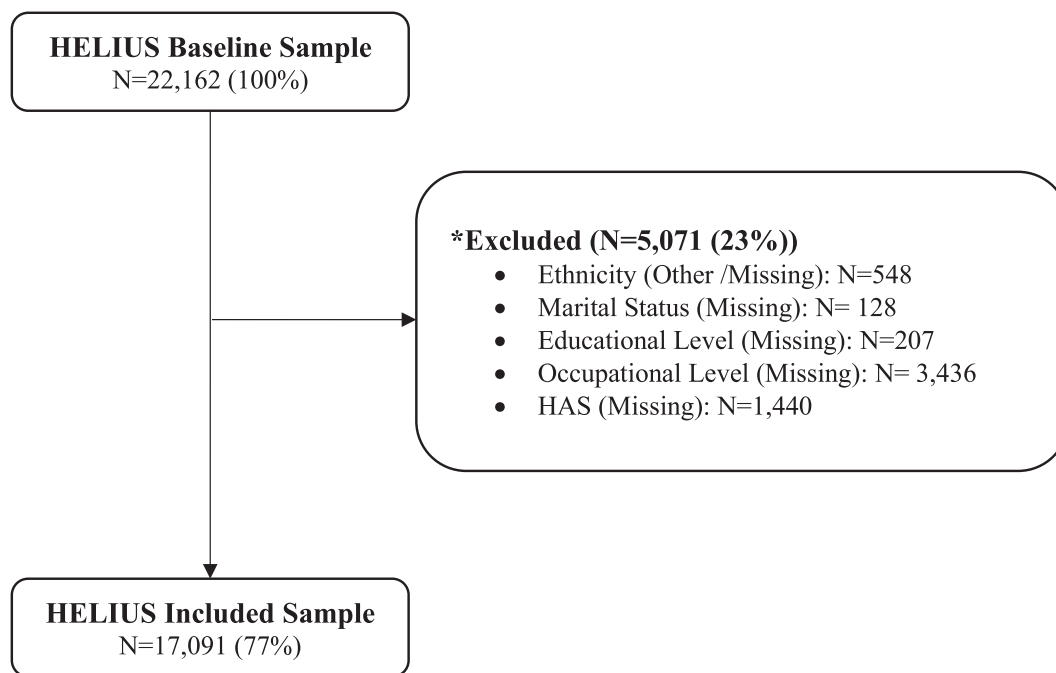 HELIUS Baseline Sample
N=22,162 (100%)
*Excluded (N=5,071 (23%))
• Ethnicity (Other /Missing): N=548
• Marital Status (Missing): N= 128
• Educational Level (Missing): N=207
• Occupational Level (Missing): N= 3,436
• HAS (Missing): N=1,440
HELIUS Included Sample
N=17,091 (77%)